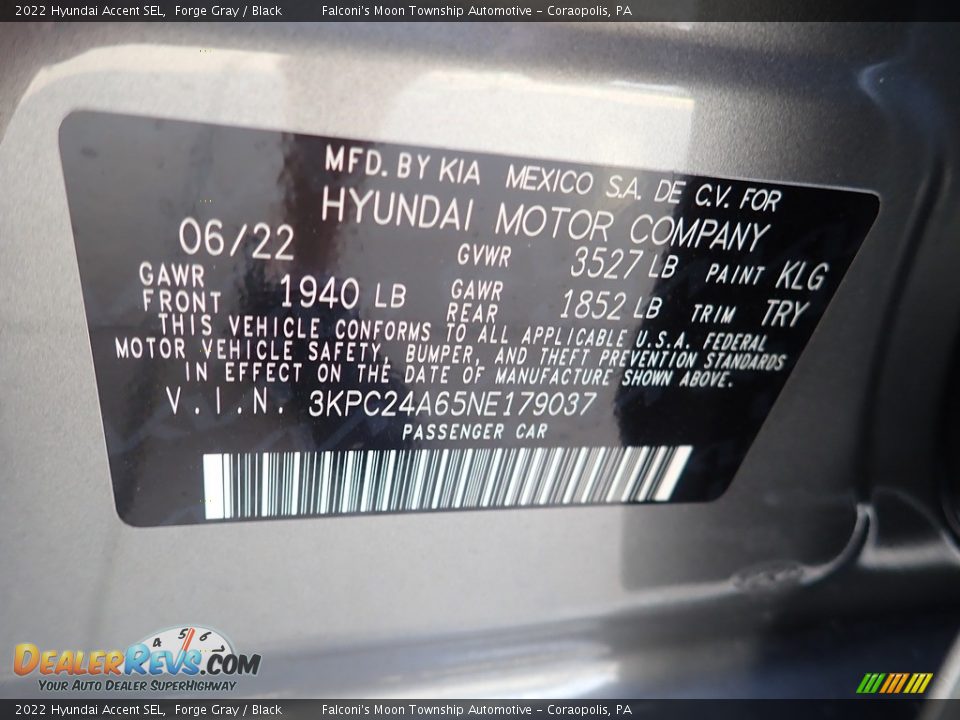 2022 Hyundai Accent SEL, Forge Gray / Black Falconi's Moon Township Automotive - Coraopolis, PA
MFD. BY KIA MEXICO S.A. DE C.V. FOR
HYUNDAI MOTOR COMPANY
06/22 GVWR 3527 LB PAINT KLG
GAWR FRONT 1940 LB GAWR REAR 1852 LB TRIM TRY
THIS VEHICLE CONFORMS TO ALL APPLICABLE U.S.A. FEDERAL
MOTOR VEHICLE SAFETY, BUMPER, AND THEFT PREVENTION STANDARDS
IN EFFECT ON THE DATE OF MANUFACTURE SHOWN ABOVE.
V.I.N. 3KPC24A65NE179037
PASSENGER CAR
4 5 6
DEALERREVS.COM
YOUR AUTO DEALER SUPERHIGHWAY
2022 Hyundai Accent SEL, Forge Gray / Black Falconi's Moon Township Automotive - Coraopolis, PA